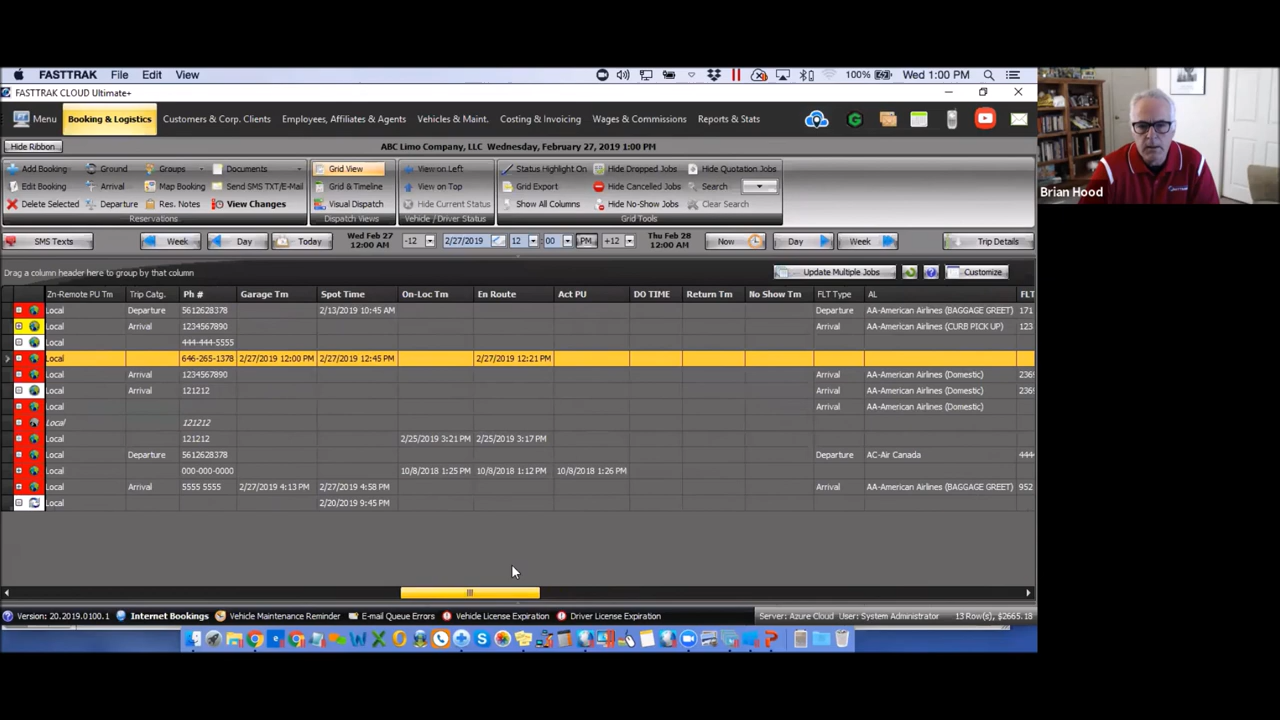 FASTTRAK File Edit View 100% Wed 1:00 PM
FASTTRAK CLOUD Ultimate+
Menu Booking & Logistics Customers & Corp. Clients Employees, Affiliates & Agents Vehicles & Maint. Costing & Invoicing Wages & Commissions Reports & Stats
Hide Ribbon ABC Limo Company, LLC Wednesday, February 27, 2019 1:00 PM
Add Booking Ground Groups Documents Grid View View on Left Status Highlight On Hide Dropped Jobs Hide Quotation Jobs
Edit Booking Arrival Map Booking Send SMS TXT/E-Mail Grid & Timeline View on Top Grid Export Hide Cancelled Jobs Search
Delete Selected Departure Res. Notes View Changes Visual Dispatch Hide Current Status Show All Columns Hide No-Show Jobs Clear Search
Reservations Dispatch Views Vehicle / Driver Status Grid Tools
SMS Texts Week Day Today Wed Feb 27 12:00 AM -12 2/27/2019 12 00 PM +12 Thu Feb 28 12:00 AM Now Day Week Trip Details
Drag a column header here to group by that column Update Multiple Jobs Customize
Zn-Remote PU Tm Trip Catg. Ph # Garage Tm Spot Time On-Loc Tm En Route Act PU DO TIME Return Tm No Show Tm FLT Type AL FLT
Local Departure 5612628378 2/13/2019 10:45 AM Departure AA-American Airlines (BAGGAGE GREET) 171
Local Arrival 1234567890 Arrival AA-American Airlines (CURB PICK UP) 123
Local 444-444-5555
Local 646-265-1378 2/27/2019 12:00 PM 2/27/2019 12:45 PM 2/27/2019 12:21 PM
Local Arrival 1234567890 Arrival AA-American Airlines (Domestic) 2369
Local Arrival 121212 Arrival AA-American Airlines (Domestic) 2369
Local Arrival AA-American Airlines (Domestic)
Local 121212
Local 121212 2/25/2019 3:21 PM 2/25/2019 3:17 PM
Local Departure 5612628378 Departure AC-Air Canada 444
Local 000-000-0000 10/8/2018 1:25 PM 10/8/2018 1:12 PM 10/8/2018 1:26 PM
Local Arrival 5555 5555 2/27/2019 4:13 PM 2/27/2019 4:58 PM Arrival AA-American Airlines (BAGGAGE GREET) 952
Local 2/20/2019 9:45 PM
Version: 20.2019.0100.1 Internet Bookings Vehicle Maintenance Reminder E-mail Queue Errors Vehicle License Expiration Driver License Expiration Server: Azure Cloud User: System Administrator 13 Row(s), $2665.18
Brian Hood